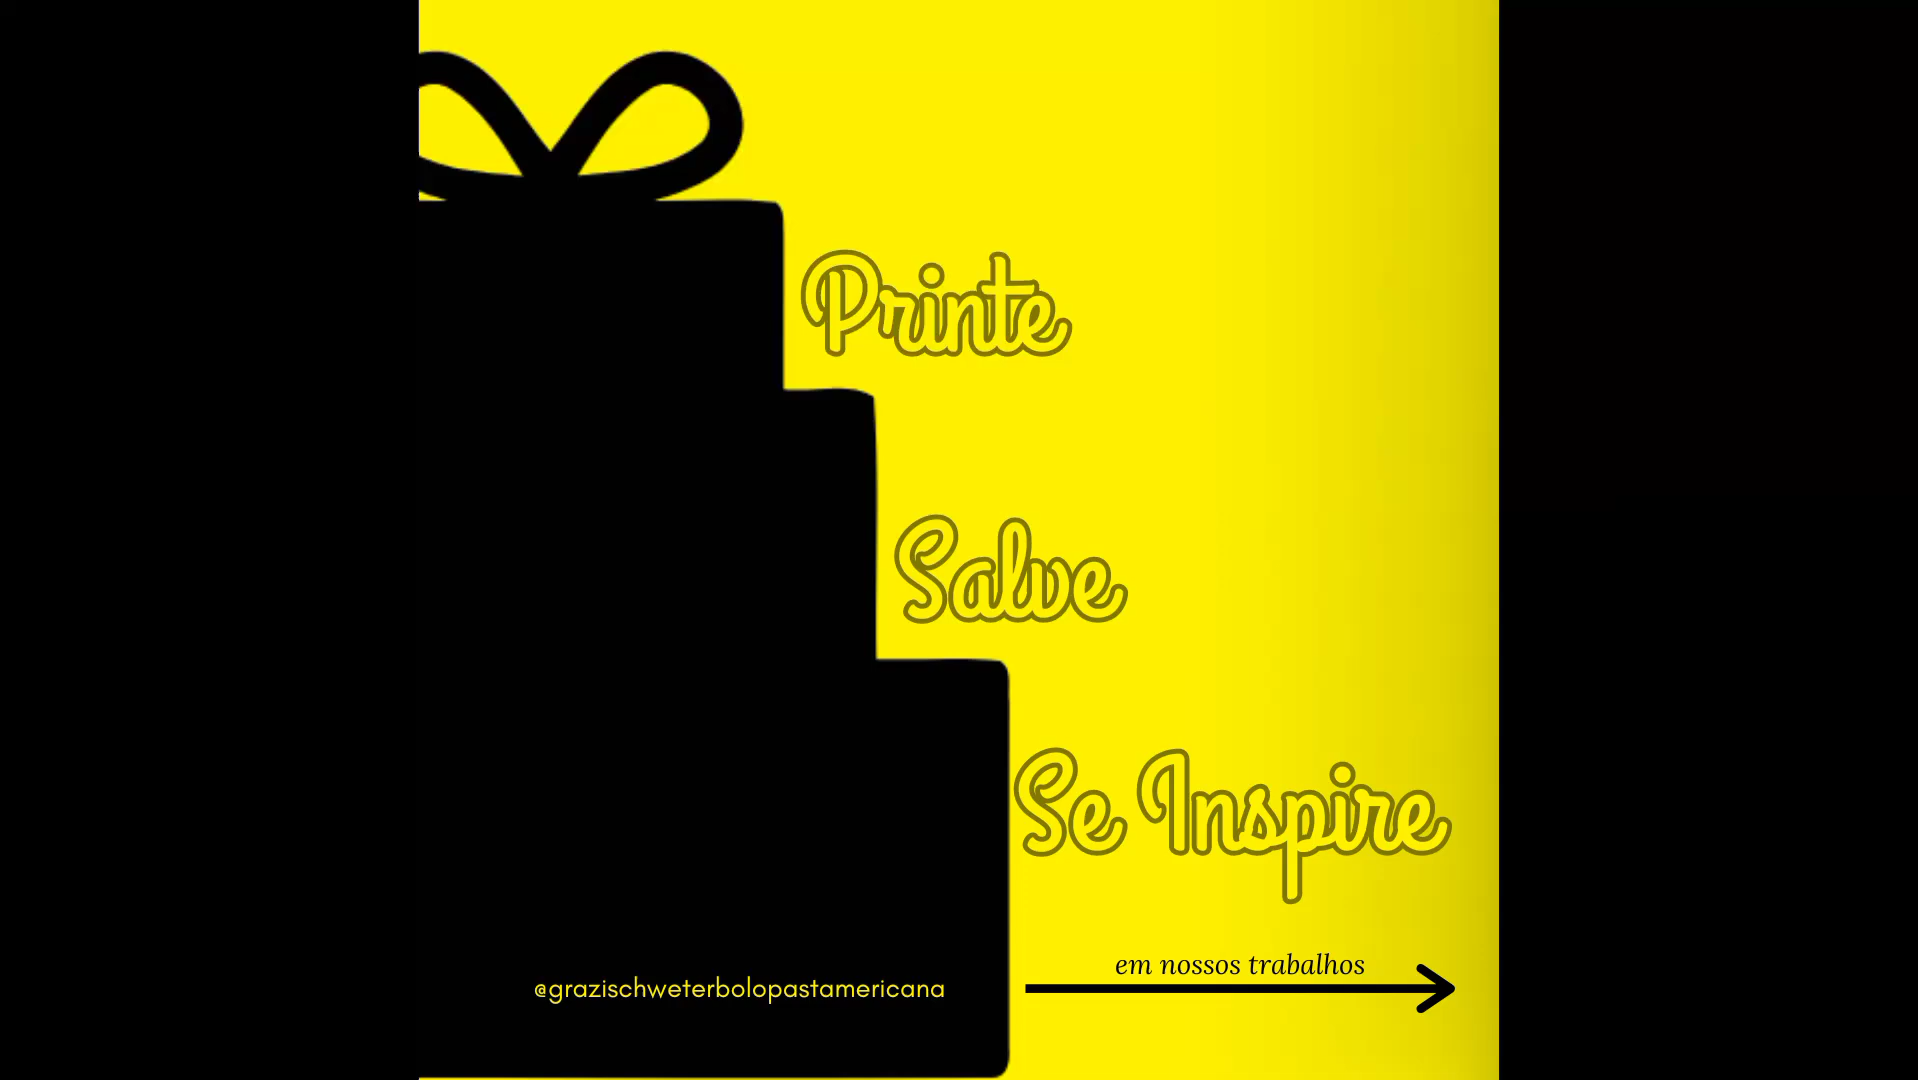 Printe
Salve
Se Inspire
em nossos trabalhos
@grazischweterbolopastamericana